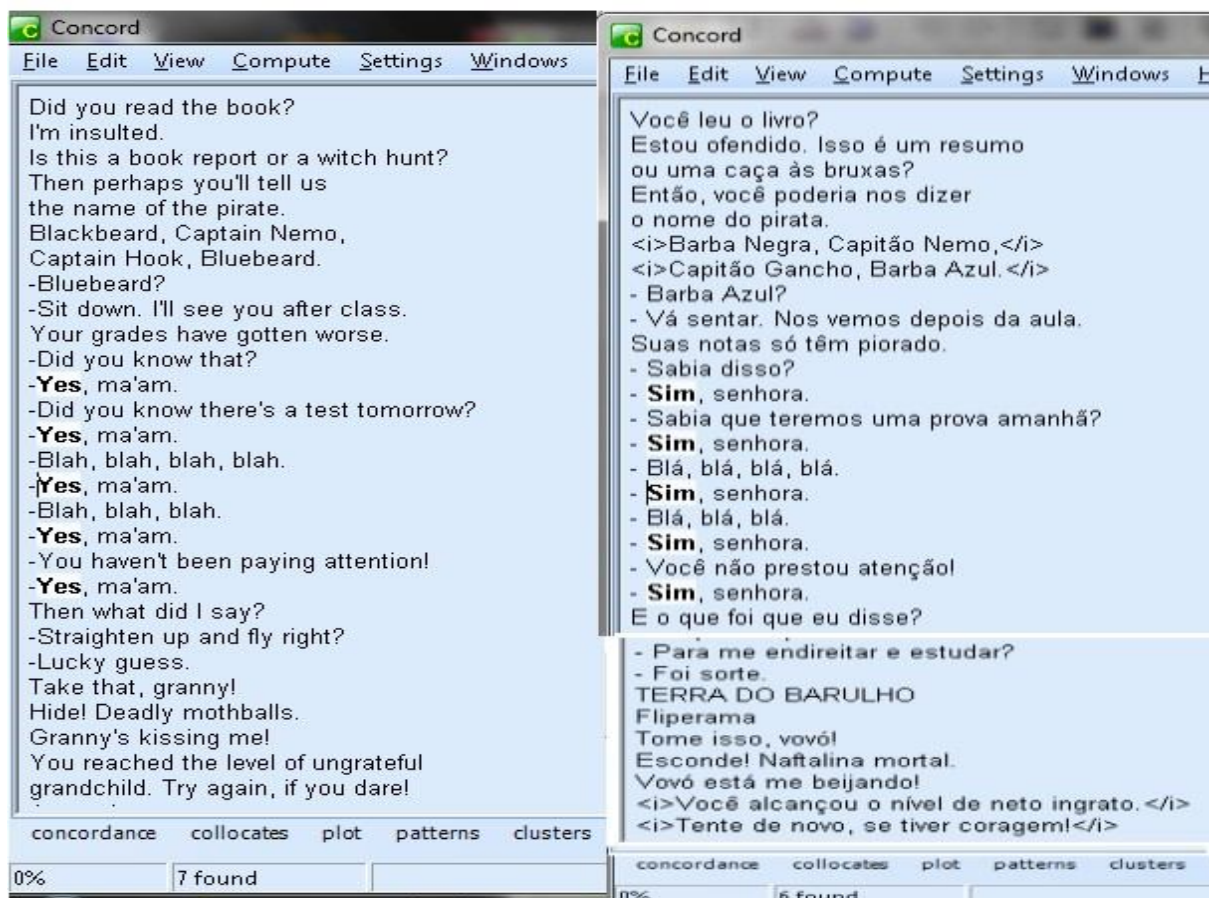 Concord
File Edit View Compute Settings Windows
Did you read the book?
I'm insulted.
Is this a book report or a witch hunt?
Then perhaps you'll tell us
the name of the pirate.
Blackbeard, Captain Nemo,
Captain Hook, Bluebeard.
-Bluebeard?
-Sit down. I'll see you after class.
Your grades have gotten worse.
-Did you know that?
-Yes, ma'am.
-Did you know there's a test tomorrow?
-Yes, ma'am.
-Blah, blah, blah, blah.
-Yes, ma'am.
-Blah, blah, blah.
-Yes, ma'am.
-You haven't been paying attention!
-Yes, ma'am.
Then what did I say?
-Straighten up and fly right?
-Lucky guess.
Take that, granny!
Hide! Deadly mothballs.
Granny's kissing me!
You reached the level of ungrateful
grandchild. Try again, if you dare!
concordance collocates plot patterns clusters
0% 7 found
Concord
File Edit View Compute Settings Windows H
Você leu o livro?
Estou ofendido. Isso é um resumo
ou uma caça às bruxas?
Então, você poderia nos dizer
o nome do pirata.
<i>Barba Negra, Capitão Nemo,</i>
<i>Capitão Gancho, Barba Azul.</i>
- Barba Azul?
- Vá sentar. Nos vemos depois da aula.
Suas notas só têm piorado.
- Sabia disso?
- Sim, senhora.
- Sabia que teremos uma prova amanhã?
- Sim, senhora.
- Blá, blá, blá, blá.
- Sim, senhora.
- Blá, blá, blá.
- Sim, senhora.
- Você não prestou atenção!
- Sim, senhora.
E o que foi que eu disse?
- Para me endireitar e estudar?
- Foi sorte.
TERRA DO BARULHO
Fliperama
Tome isso, vovó!
Esconde! Naftalina mortal.
Vovó está me beijando!
<i>Você alcançou o nível de neto ingrato.</i>
<i>Tente de novo, se tiver coragem!</i>
concordance collocates plot patterns clusters
0% 6 found